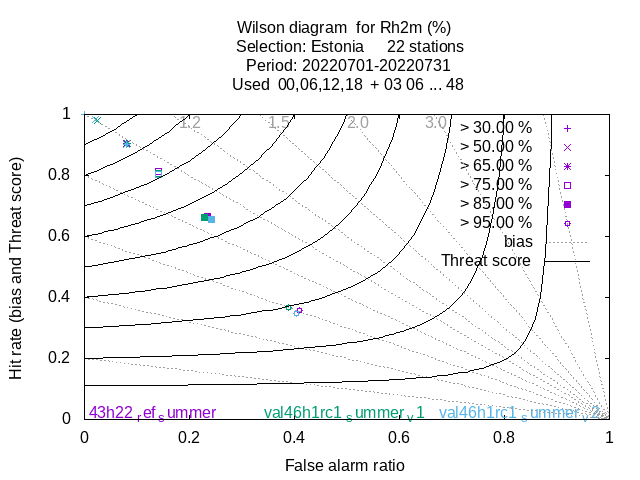 Wilson diagram for Rh2m (%)
Selection: Estonia 22 stations
Period: 20220701-20220731
Used 00,06,12,18 + 03 06 ... 48
1
1.2
1.5
2.0
3.0
> 30.00 %
> 50.00 %
> 65.00 %
> 75.00 %
> 85.00 %
> 95.00 %
bias
Threat score
0.8
0.6
0.4
0.2
0
Hit rate (bias and Threat score)
43h22_ref_summer
val46h1rc1_summer_v1
val46h1rc1_summer_v2
0 0.2 0.4 0.6 0.8 1
False alarm ratio